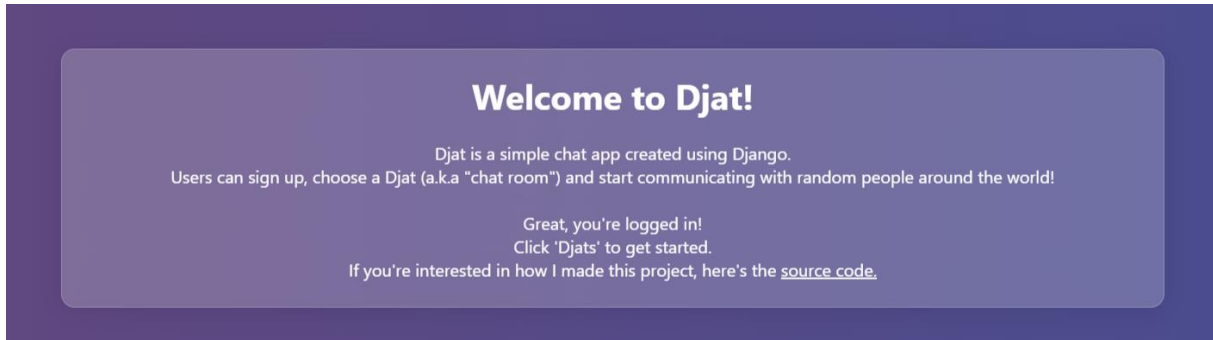 Welcome to Djat!
Djat is a simple chat app created using Django.
Users can sign up, choose a Djat (a.k.a "chat room") and start communicating with random people around the world!
Great, you're logged in!
Click 'Djats' to get started.
If you're interested in how I made this project, here's the source code.